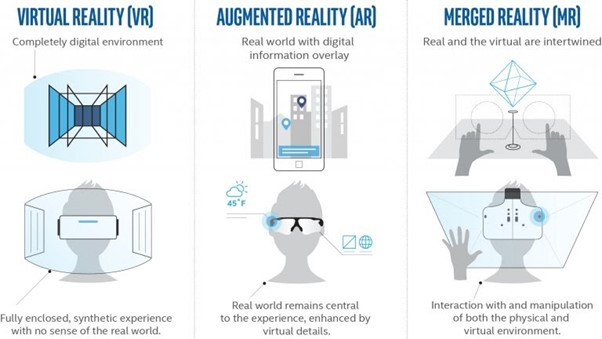 VIRTUAL REALITY (VR)
Completely digital environment
Fully enclosed, synthetic experience
with no sense of the real world.
AUGMENTED REALITY (AR)
Real world with digital
information overlay
45°F
Real world remains central
to the experience, enhanced by
virtual details.
MERGED REALITY (MR)
Real and the virtual are intertwined
Interaction with and manipulation
of both the physical and
virtual environment.